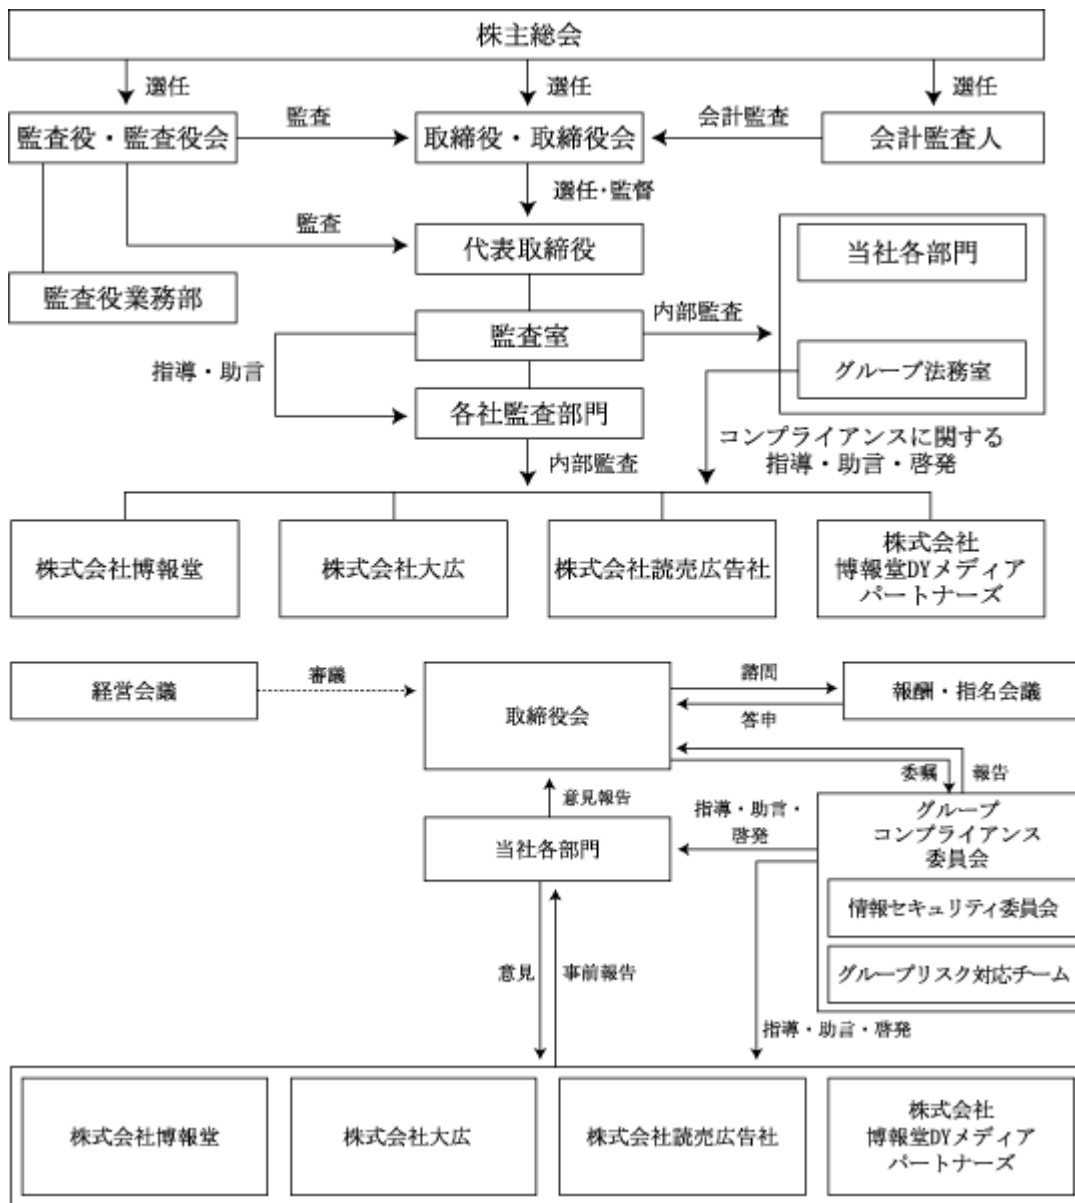 株主総会
選任
選任
選任
監査役・監査役会
監査
取締役・取締役会
会計監査
会計監査人
選任・監督
監査
代表取締役
当社各部門
監査役業務部
監査室
内部監査
指導・助言
グループ法務室
各社監査部門
コンプライアンスに関する
指導・助言・啓発
内部監査
株式会社博報堂
株式会社大広
株式会社読売広告社
株式会社
博報堂DYメディア
パートナーズ
経営会議
審議
取締役会
諮問
答申
報酬・指名会議
委嘱
報告
意見報告
指導・助言・
啓発
グループ
コンプライアンス
委員会
当社各部門
情報セキュリティ委員会
グループリスク対応チーム
意見
事前報告
指導・助言・啓発
株式会社博報堂
株式会社大広
株式会社読売広告社
株式会社
博報堂DYメディア
パートナーズ